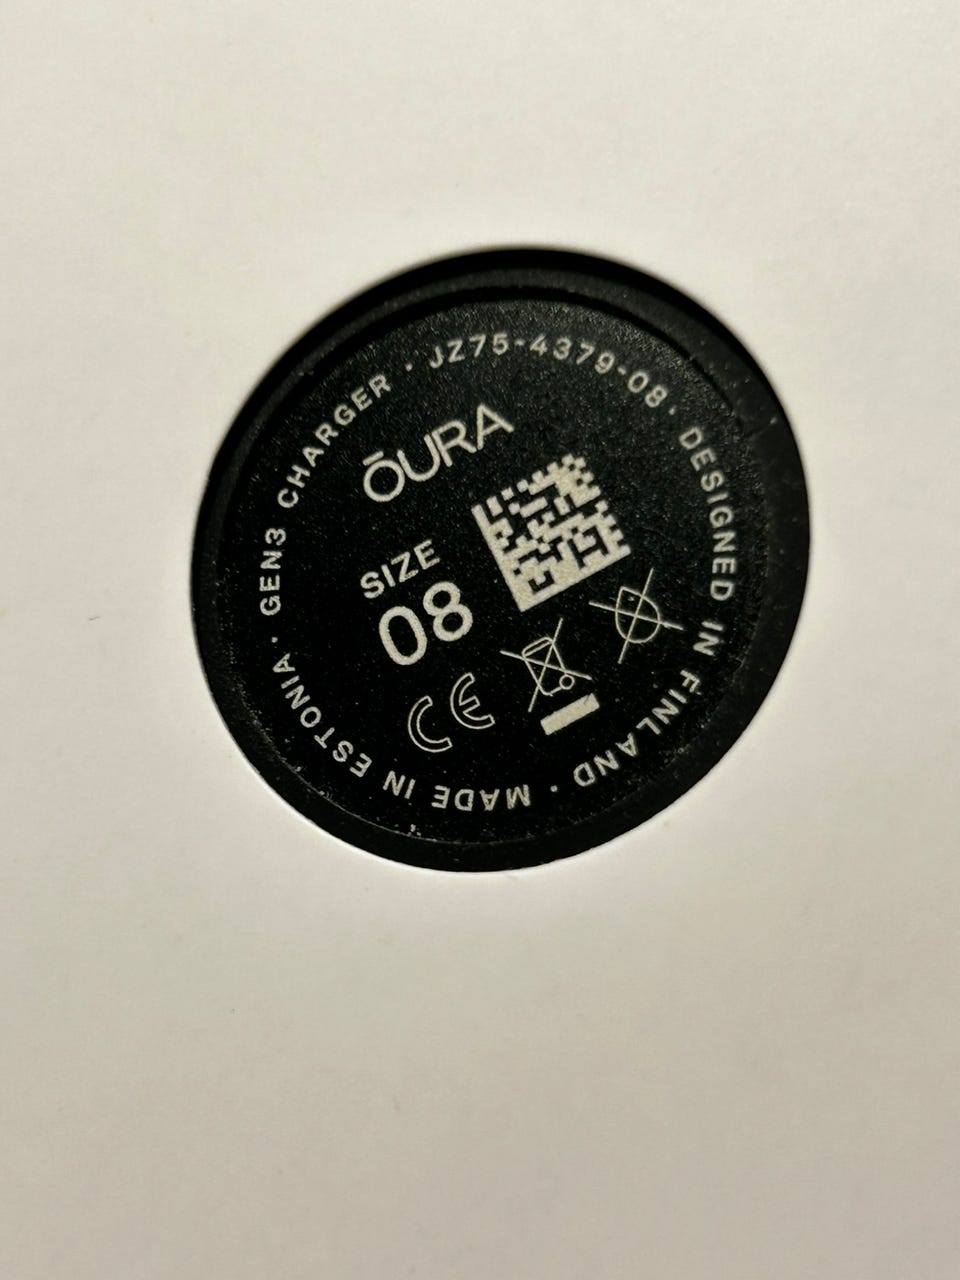 ŌURA
SIZE
08
CE
GEN3 CHARGER · JZ75-4379-08 · DESIGNED IN FINLAND · MADE IN ESTONIA ·